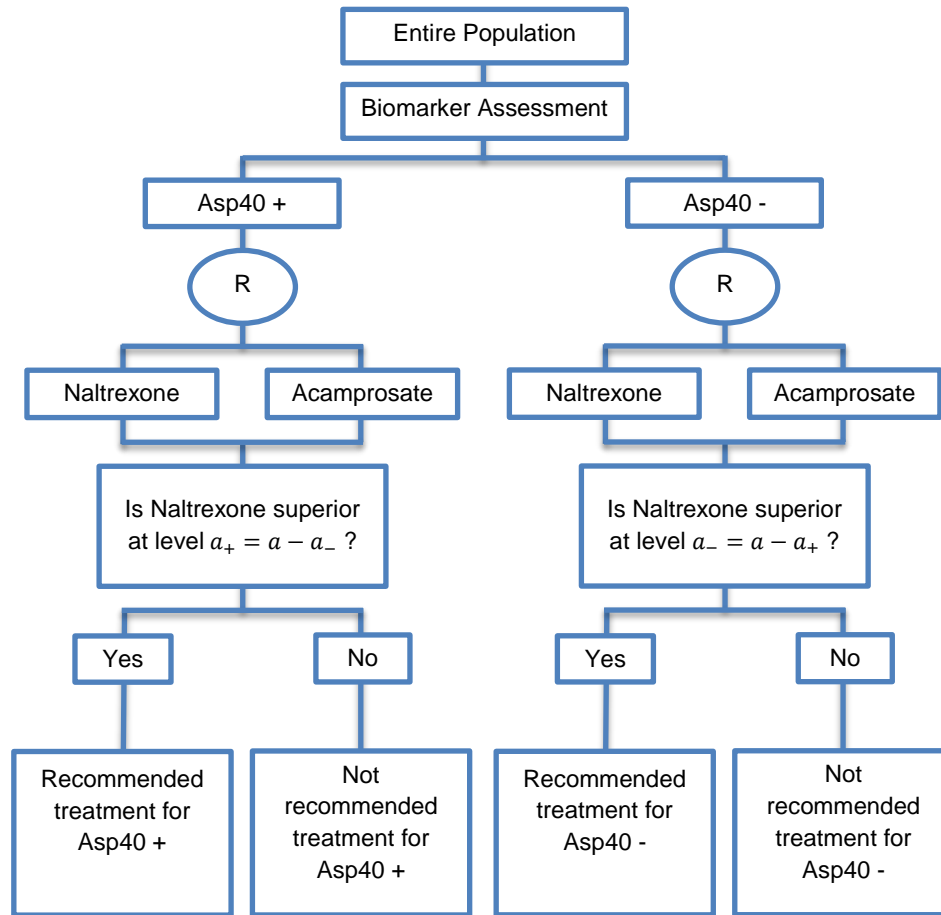 Entire Population
Biomarker Assessment
Asp40 +
Asp40 -
R
R
Naltrexone
Acamprosate
Naltrexone
Acamprosate
Is Naltrexone superior
at level 𝑎₊ = 𝑎 − 𝑎₋ ?
Is Naltrexone superior
at level 𝑎₋ = 𝑎 − 𝑎₊ ?
Yes
No
Yes
No
Recommended
treatment for
Asp40 +
Not
recommended
treatment for
Asp40 +
Recommended
treatment for
Asp40 -
Not
recommended
treatment for
Asp40 -